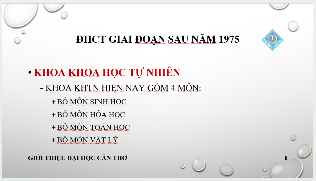 ĐHCT GIAI ĐOẠN SAU NĂM 1975
• KHOA KHOA HỌC TỰ NHIÊN
– KHOA KHTN HIỆN NAY GỒM 4 MÔN:
+ BỘ MÔN SINH HỌC
+ BỘ MÔN HÓA HỌC
+ BỘ MÔN TOÁN HỌC
+ BỘ MÔN VẬT LÝ
GIỚI THIỆU ĐẠI HỌC CẦN THƠ